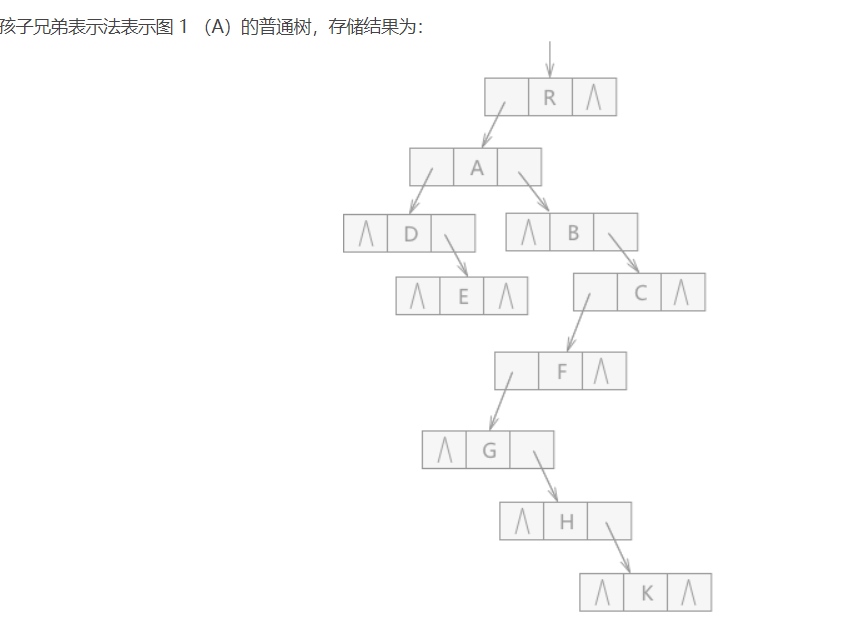 孩子兄弟表示法表示图 1 （A）的普通树，存储结果为：
R ⋀
A
⋀ D
⋀ B
⋀ E ⋀
C ⋀
F ⋀
⋀ G
⋀ H
⋀ K ⋀